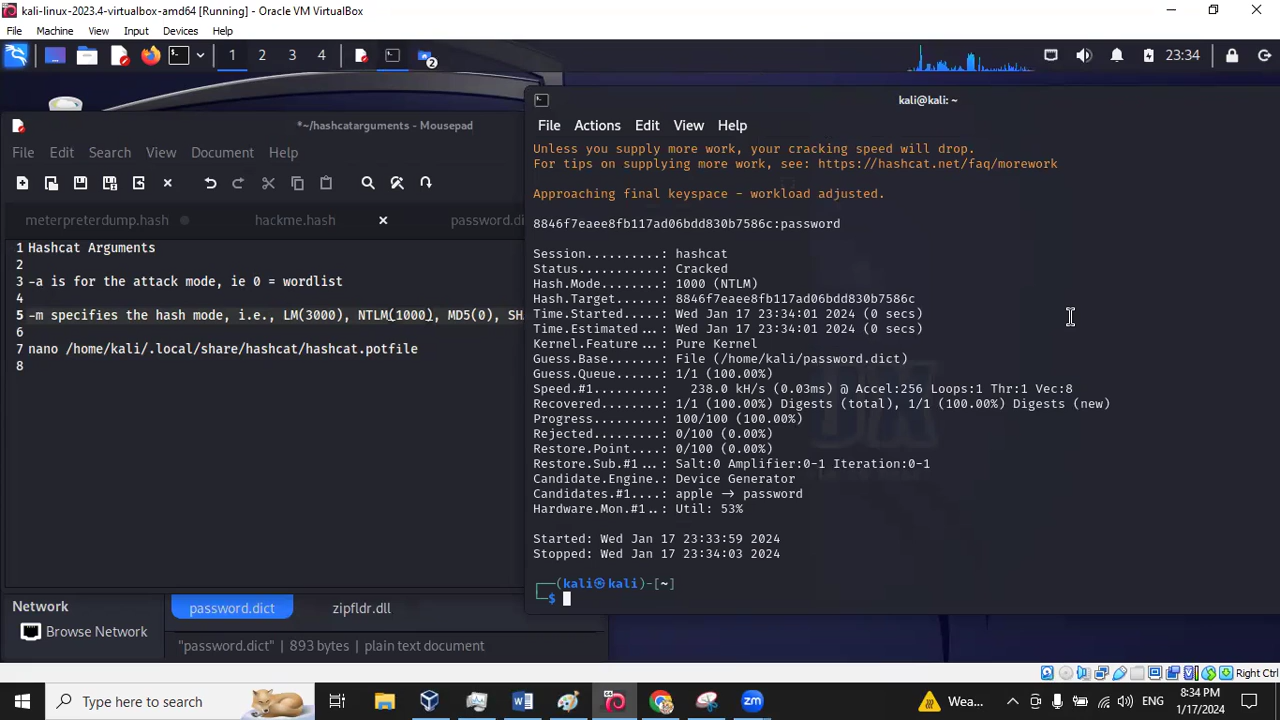 kali-linux-2023.4-virtualbox-amd64 [Running] - Oracle VM VirtualBox
File Machine View Input Devices Help
1 2 3 4 2 23:34
*~/hashcatarguments - Mousepad
File Edit Search View Document Help
meterpreterdump.hash hackme.hash password.di
1 Hashcat Arguments
2
3 -a is for the attack mode, ie 0 = wordlist
4
5 -m specifies the hash mode, i.e., LM(3000), NTLM(1000), MD5(0), SH
6
7 nano /home/kali/.local/share/hashcat/hashcat.potfile
8
Network
Browse Network
password.dict zipfldr.dll
"password.dict" | 893 bytes | plain text document
kali@kali: ~
File Actions Edit View Help
Unless you supply more work, your cracking speed will drop.
For tips on supplying more work, see: https://hashcat.net/faq/morework
Approaching final keyspace - workload adjusted.
8846f7eaee8fb117ad06bdd830b7586c:password
Session..........: hashcat
Status...........: Cracked
Hash.Mode........: 1000 (NTLM)
Hash.Target......: 8846f7eaee8fb117ad06bdd830b7586c
Time.Started.....: Wed Jan 17 23:34:01 2024 (0 secs)
Time.Estimated...: Wed Jan 17 23:34:01 2024 (0 secs)
Kernel.Feature...: Pure Kernel
Guess.Base.......: File (/home/kali/password.dict)
Guess.Queue......: 1/1 (100.00%)
Speed.#1.........: 238.0 kH/s (0.03ms) @ Accel:256 Loops:1 Thr:1 Vec:8
Recovered........: 1/1 (100.00%) Digests (total), 1/1 (100.00%) Digests (new)
Progress.........: 100/100 (100.00%)
Rejected.........: 0/100 (0.00%)
Restore.Point....: 0/100 (0.00%)
Restore.Sub.#1...: Salt:0 Amplifier:0-1 Iteration:0-1
Candidate.Engine.: Device Generator
Candidates.#1....: apple -> password
Hardware.Mon.#1..: Util: 53%
Started: Wed Jan 17 23:33:59 2024
Stopped: Wed Jan 17 23:34:03 2024
(kali㉿kali)-[~]
$
Right Ctrl
Type here to search
Wea... ENG 8:34 PM
1/17/2024